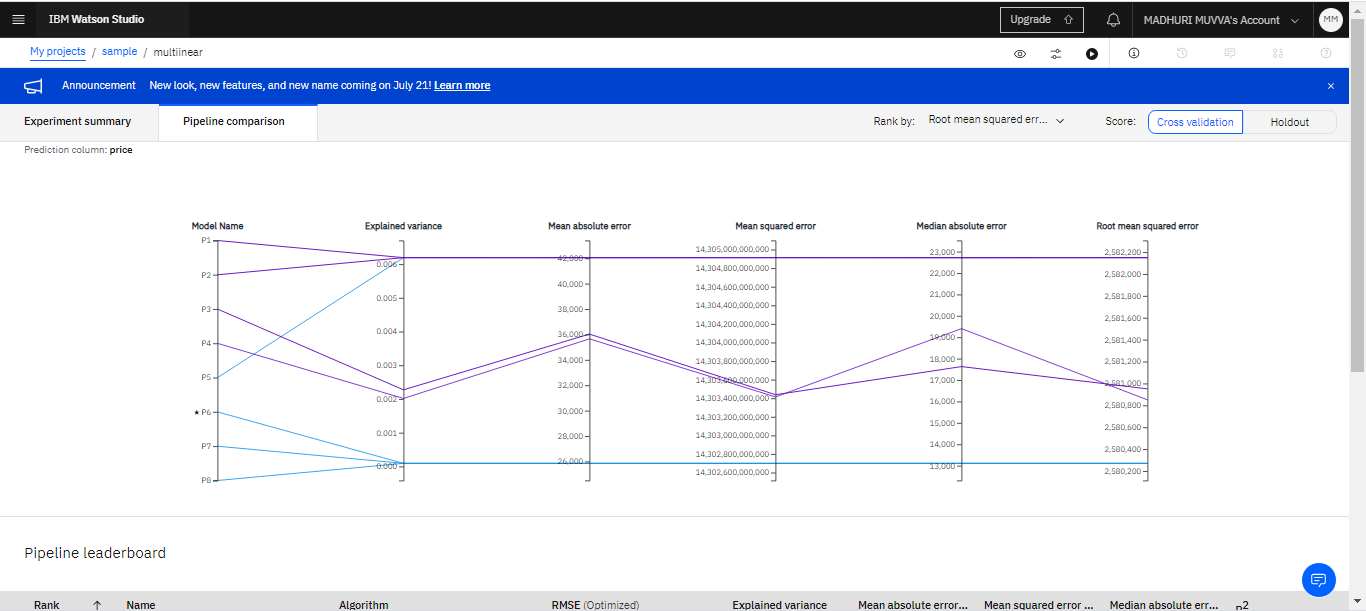 IBM Watson Studio
Upgrade
MADHURI MUVVA's Account
MM
My projects / sample / multiinear
Announcement New look, new features, and new name coming on July 21! Learn more
Experiment summary
Pipeline comparison
Rank by: Root mean squared err...
Score: Cross validation Holdout
Prediction column: price
Model Name Explained variance Mean absolute error Mean squared error Median absolute error Root mean squared error
P1
P2
P3
P4
P5
★ P6
P7
P8
0.006
0.005
0.004
0.003
0.002
0.001
0.000
42,000
40,000
38,000
36,000
34,000
32,000
30,000
28,000
26,000
14,305,000,000,000
14,304,800,000,000
14,304,600,000,000
14,304,400,000,000
14,304,200,000,000
14,304,000,000,000
14,303,800,000,000
14,303,600,000,000
14,303,400,000,000
14,303,200,000,000
14,303,000,000,000
14,302,800,000,000
14,302,600,000,000
23,000
22,000
21,000
20,000
19,000
18,000
17,000
16,000
15,000
14,000
13,000
2,582,200
2,582,000
2,581,800
2,581,600
2,581,400
2,581,200
2,581,000
2,580,800
2,580,600
2,580,400
2,580,200
Pipeline leaderboard
Rank Name Algorithm RMSE (Optimized) Explained variance Mean absolute error... Mean squared error ... Median absolute err... R2